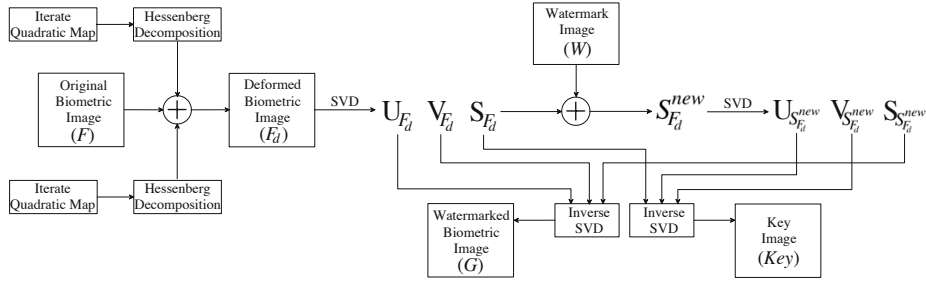 Iterate
Quadratic Map
Hessenberg
Decomposition
Original
Biometric
Image
(F)
+
Deformed
Biometric
Image
(F_d)
Iterate
Quadratic Map
Hessenberg
Decomposition
SVD
U_{F_d} V_{F_d} S_{F_d}
Watermark
Image
(W)
+
S_{F_d}^{new}
SVD
U_{S_{F_d}^{new}} V_{S_{F_d}^{new}} S_{S_{F_d}^{new}}
Watermarked
Biometric
Image
(G)
Inverse
SVD
Inverse
SVD
Key
Image
(Key)